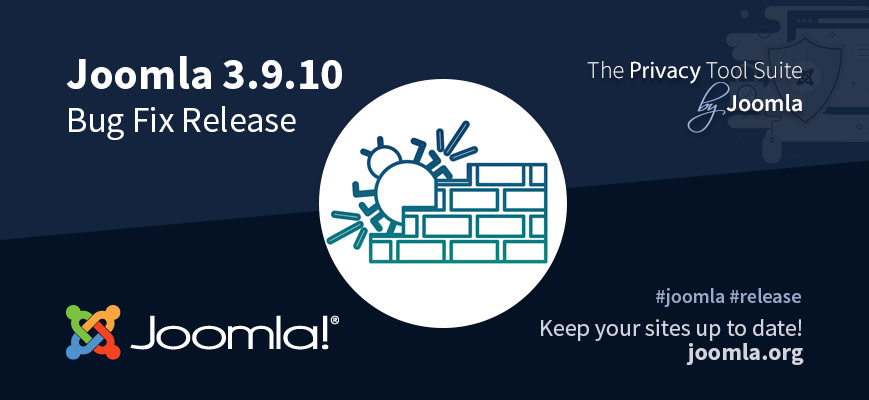 Joomla 3.9.10
Bug Fix Release
The Privacy Tool Suite
by Joomla
Joomla!®
#joomla #release
Keep your sites up to date!
joomla.org